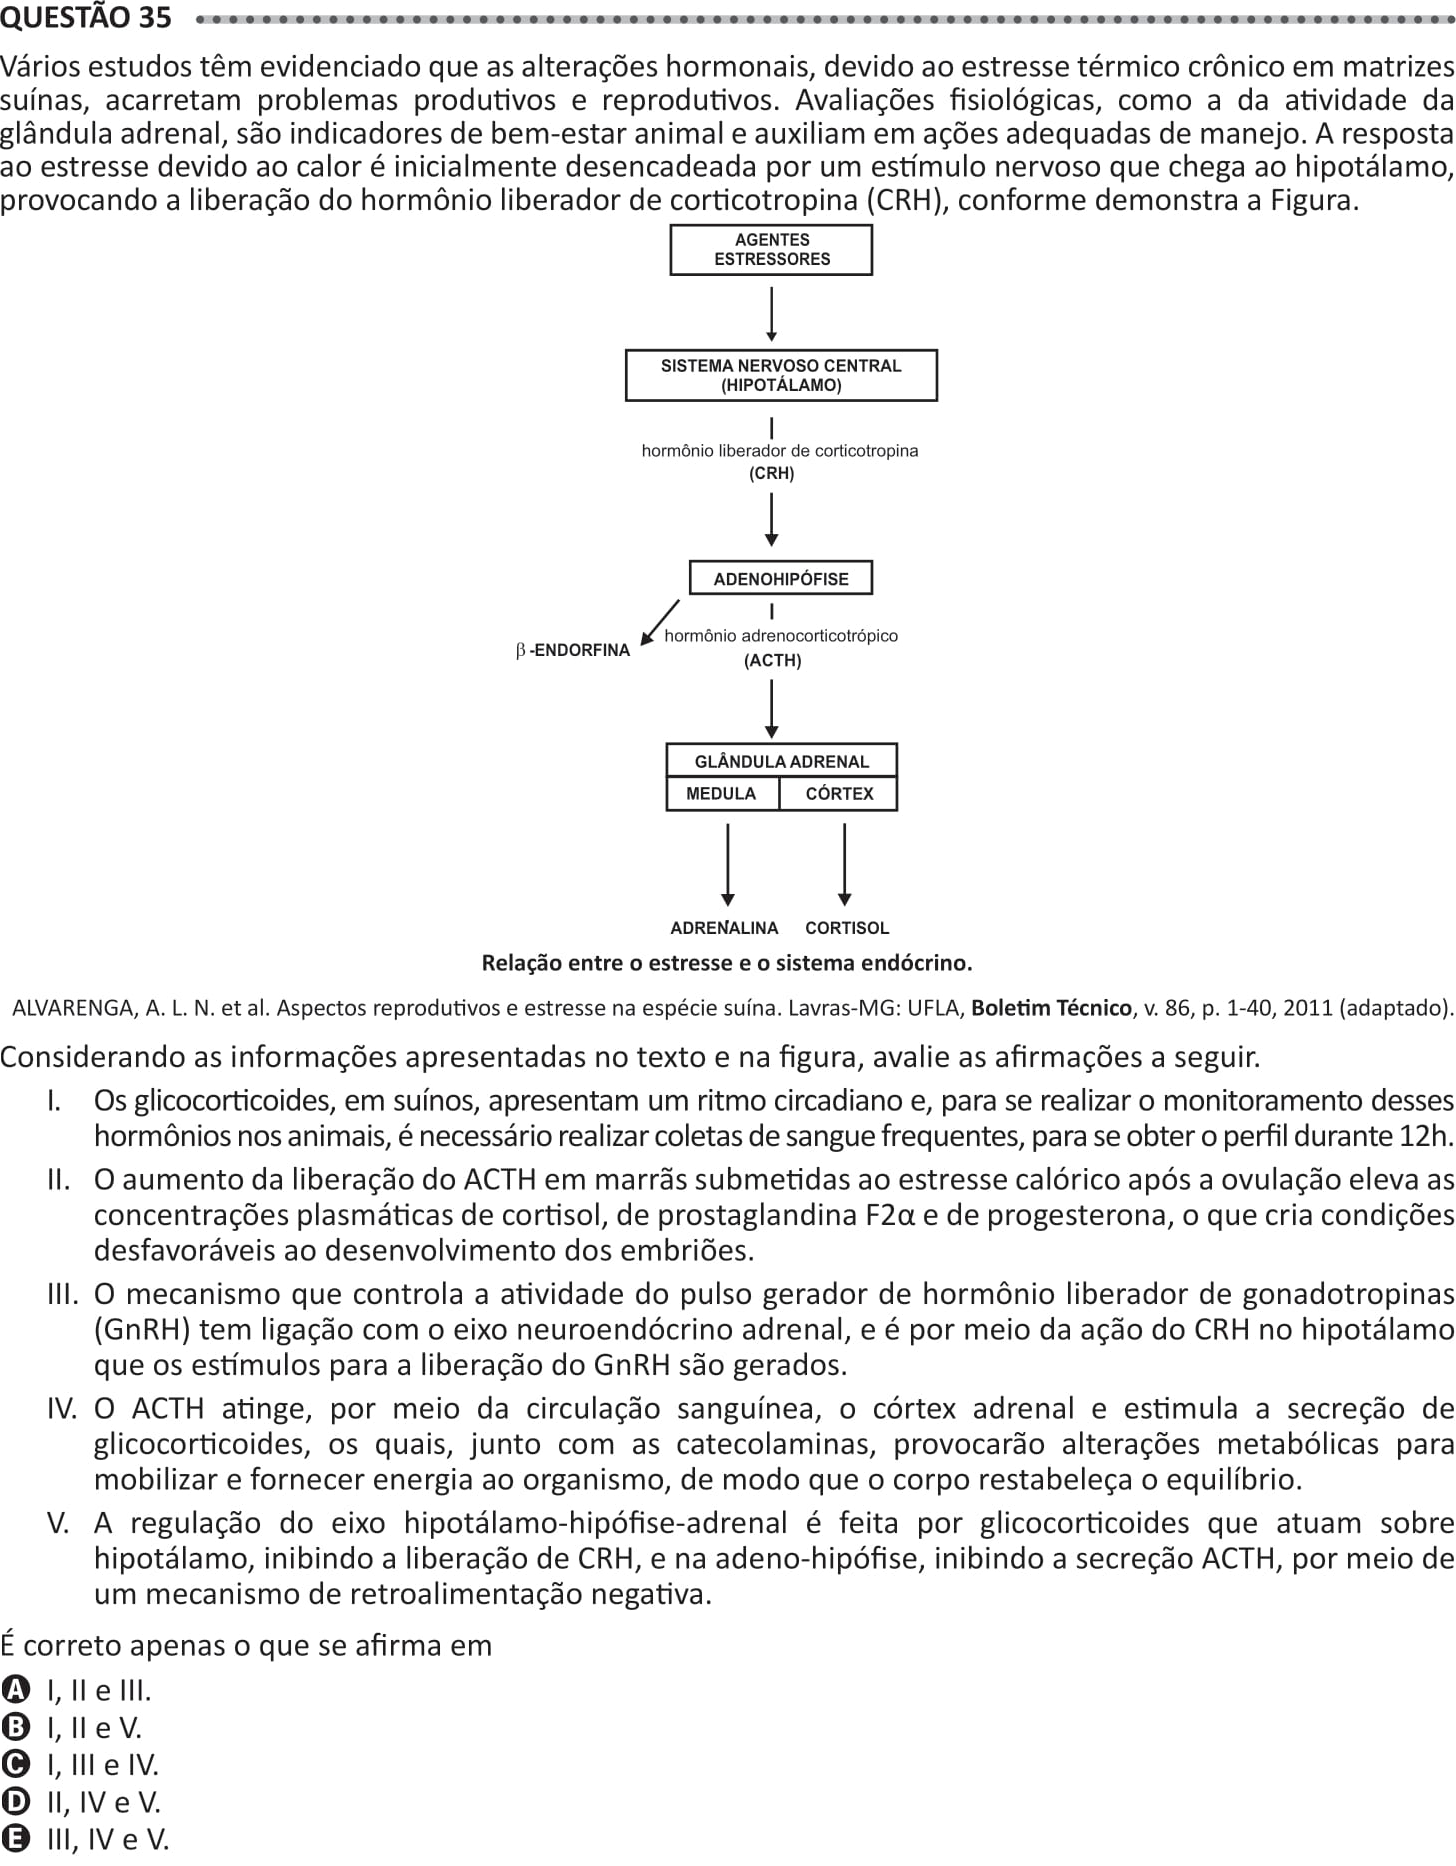 QUESTÃO 35
Vários estudos têm evidenciado que as alterações hormonais, devido ao estresse térmico crônico em matrizes
suínas, acarretam problemas produtivos e reprodutivos. Avaliações fisiológicas, como a da atividade da
glândula adrenal, são indicadores de bem-estar animal e auxiliam em ações adequadas de manejo. A resposta
ao estresse devido ao calor é inicialmente desencadeada por um estímulo nervoso que chega ao hipotálamo,
provocando a liberação do hormônio liberador de corticotropina (CRH), conforme demonstra a Figura.
AGENTES
ESTRESSORES
SISTEMA NERVOSO CENTRAL
(HIPOTÁLAMO)
hormônio liberador de corticotropina
(CRH)
ADENOHIPÓFISE
hormônio adrenocorticotrópico
β -ENDORFINA
(ACTH)
GLÂNDULA ADRENAL
MEDULA CÓRTEX
ADRENALINA CORTISOL
Relação entre o estresse e o sistema endócrino.
ALVARENGA, A. L. N. et al. Aspectos reprodutivos e estresse na espécie suína. Lavras-MG: UFLA, Boletim Técnico, v. 86, p. 1-40, 2011 (adaptado).
Considerando as informações apresentadas no texto e na figura, avalie as afirmações a seguir.
I. Os glicocorticoides, em suínos, apresentam um ritmo circadiano e, para se realizar o monitoramento desses
hormônios nos animais, é necessário realizar coletas de sangue frequentes, para se obter o perfil durante 12h.
II. O aumento da liberação do ACTH em marrãs submetidas ao estresse calórico após a ovulação eleva as
concentrações plasmáticas de cortisol, de prostaglandina F2α e de progesterona, o que cria condições
desfavoráveis ao desenvolvimento dos embriões.
III. O mecanismo que controla a atividade do pulso gerador de hormônio liberador de gonadotropinas
(GnRH) tem ligação com o eixo neuroendócrino adrenal, e é por meio da ação do CRH no hipotálamo
que os estímulos para a liberação do GnRH são gerados.
IV. O ACTH atinge, por meio da circulação sanguínea, o córtex adrenal e estimula a secreção de
glicocorticoides, os quais, junto com as catecolaminas, provocarão alterações metabólicas para
mobilizar e fornecer energia ao organismo, de modo que o corpo restabeleça o equilíbrio.
V. A regulação do eixo hipotálamo-hipófise-adrenal é feita por glicocorticoides que atuam sobre
hipotálamo, inibindo a liberação de CRH, e na adeno-hipófise, inibindo a secreção ACTH, por meio de
um mecanismo de retroalimentação negativa.
É correto apenas o que se afirma em
A I, II e III.
B I, II e V.
C I, III e IV.
D II, IV e V.
E III, IV e V.